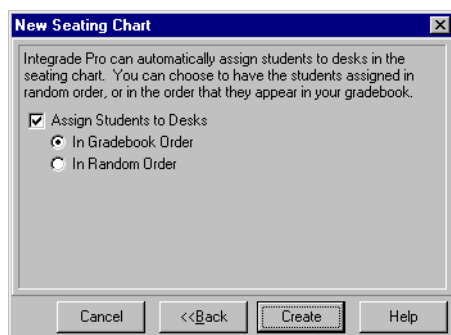 New Seating Chart
Integrade Pro can automatically assign students to desks in the
seating chart. You can choose to have the students assigned in
random order, or in the order that they appear in your gradebook.
Assign Students to Desks
In Gradebook Order
In Random Order
Cancel
<<Back
Create
Help